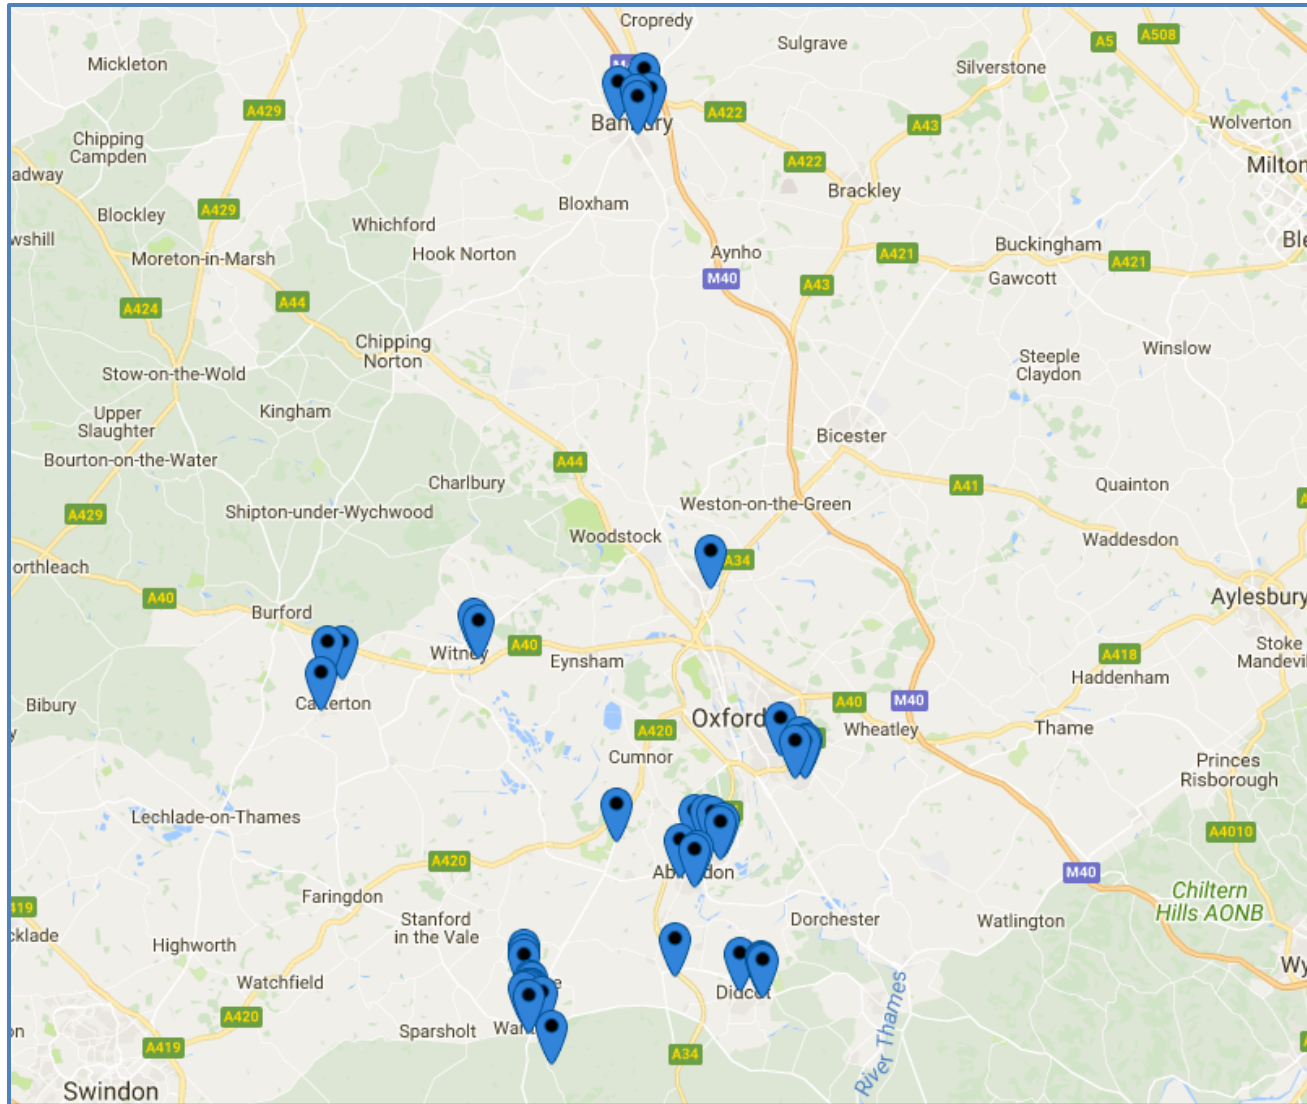 Cropredy
Sulgrave
A5
A508
Mickleton
Silverstone
A429
A422
A43
Wolverton
Chipping
Campden
A422
Milton
adway
Brackley
Blockley
A429
Bloxham
Whichford
wshill
Hook Norton
Aynho
A421
Buckingham
A421
Ble
Moreton-in-Marsh
M40
A43
Gawcott
A424
A44
Chipping
Norton
Winslow
Steeple
Claydon
Stow-on-the-Wold
Upper
Slaughter
Kingham
Bicester
Bourton-on-the-Water
A44
Charlbury
A41
Quainton
A429
Shipton-under-Wychwood
Weston-on-the-Green
Woodstock
Waddesdon
orthleach
A34
A40
Burford
Aylesbury
Witney
A40
Eynsham
A418
Stoke
Mandevil
Haddenham
Bibury
Oxford
A40
M40
A420
Wheatley
Thame
Cumnor
Princes
Risborough
Lechlade-on-Thames
A4010
A420
M40
Faringdon
Chiltern
Hills AONB
419
Stanford
in the Vale
Dorchester
Watlington
cklade
Highworth
Wy
Watchfield
Didcot
A420
Sparsholt
River Thames
on
A419
A34
Swindon